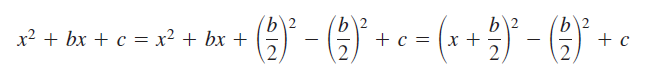 x² + bx + c = x² + bx + (b/2)² − (b/2)² + c = (x + b/2)² − (b/2)² + c